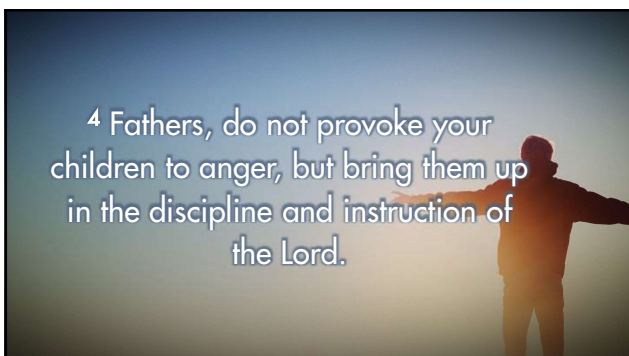 4 Fathers, do not provoke your
children to anger, but bring them up
in the discipline and instruction of
the Lord.